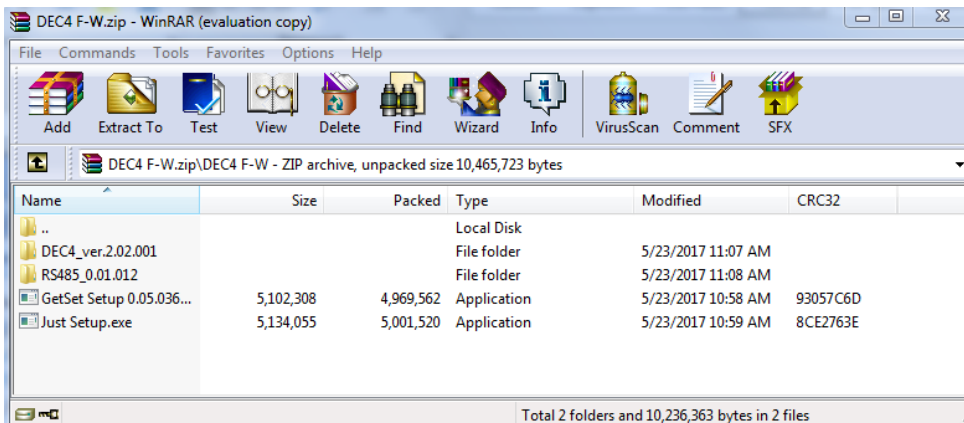 DEC4 F-W.zip - WinRAR (evaluation copy)
File Commands Tools Favorites Options Help
Add Extract To Test View Delete Find Wizard Info VirusScan Comment SFX
DEC4 F-W.zip\DEC4 F-W - ZIP archive, unpacked size 10,465,723 bytes
Name Size Packed Type Modified CRC32
.. Local Disk
DEC4_ver.2.02.001 File folder 5/23/2017 11:07 AM
RS485_0.01.012 File folder 5/23/2017 11:08 AM
GetSet Setup 0.05.036... 5,102,308 4,969,562 Application 5/23/2017 10:58 AM 93057C6D
Just Setup.exe 5,134,055 5,001,520 Application 5/23/2017 10:59 AM 8CE2763E
Total 2 folders and 10,236,363 bytes in 2 files